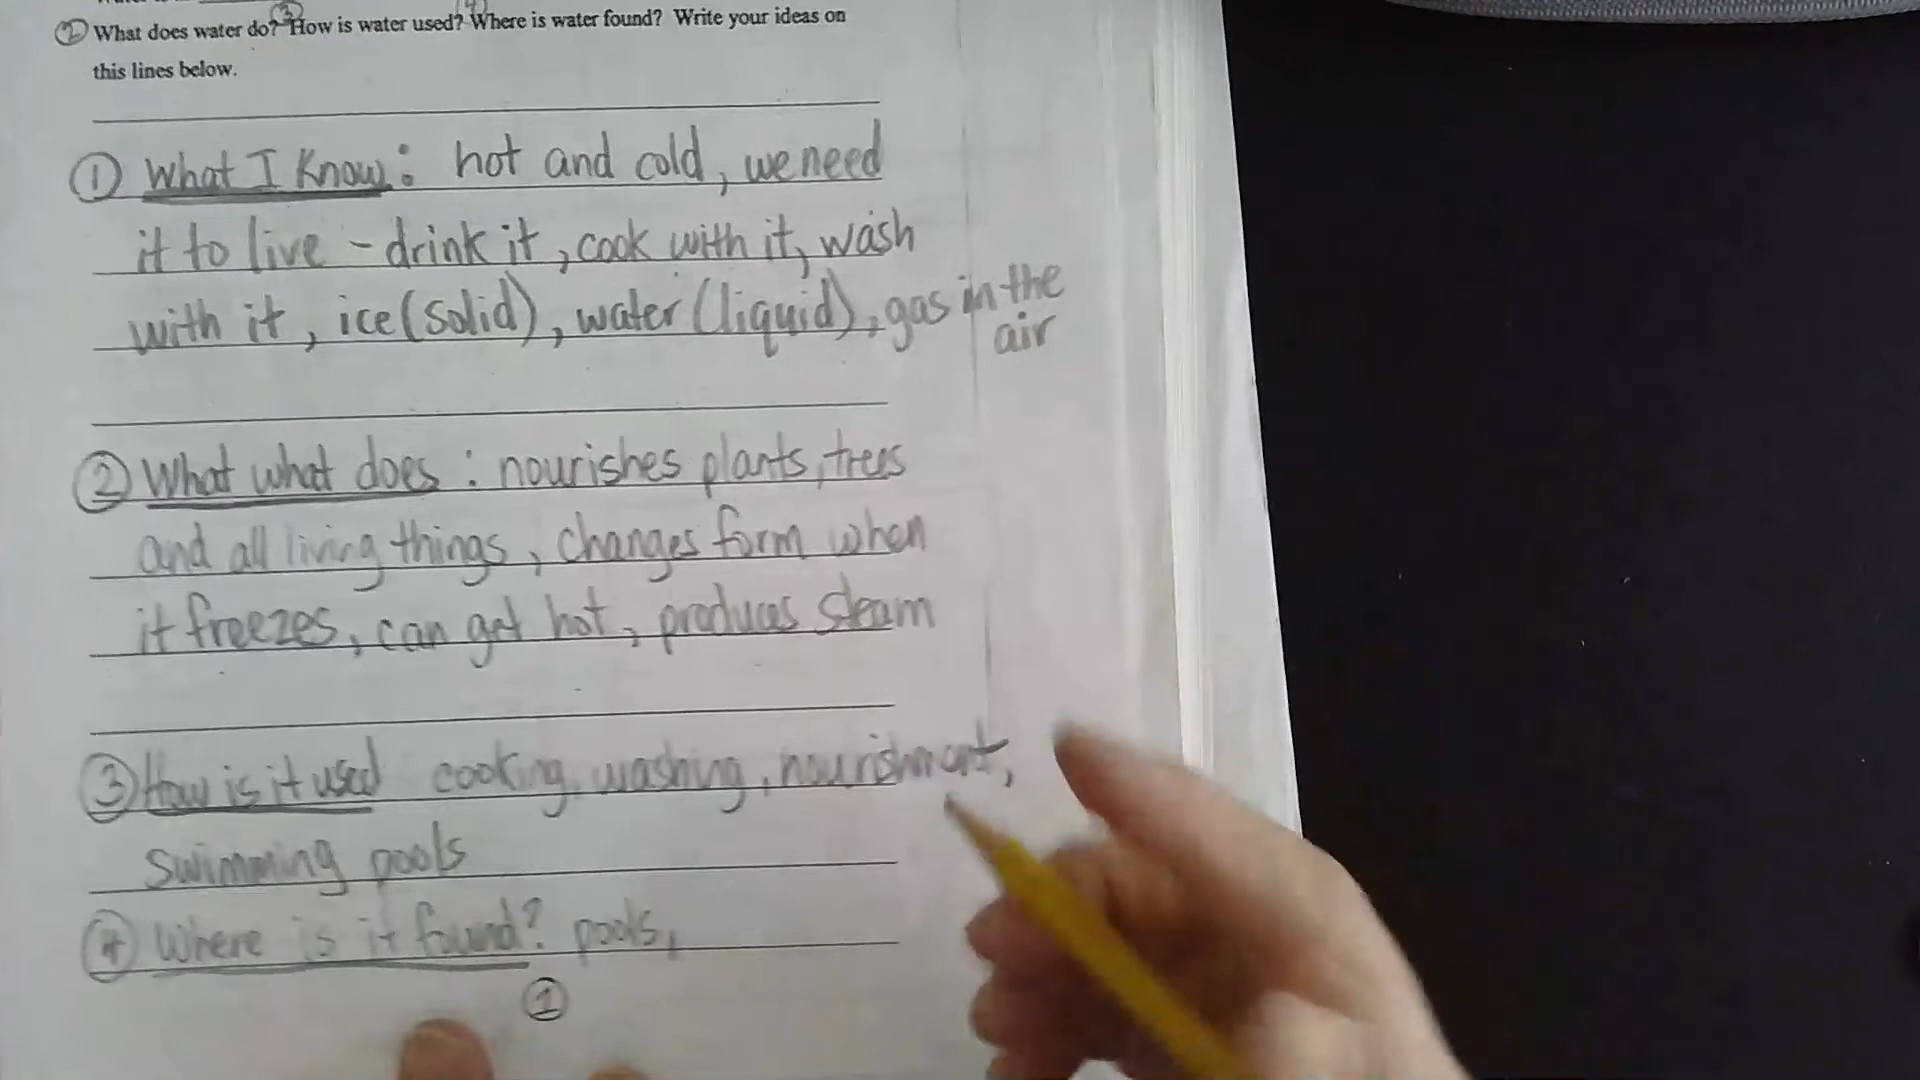 ② What does water do? ③ How is water used? Where is water found? Write your ideas on
this lines below.
① What I Know: hot and cold, we need
it to live - drink it, cook with it, wash
with it, ice (solid), water (liquid), gas in the
air
② What what does: nourishes plants, trees
and all living things, changes form when
it freezes, can get hot, produces steam
③ How is it used cooking, washing, nourishment,
swimming pools
④ Where is it found? pools,
①